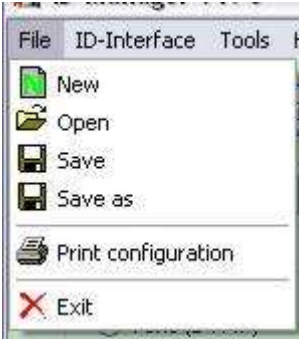 File ID-Interface Tools
New
Open
Save
Save as
Print configuration
Exit